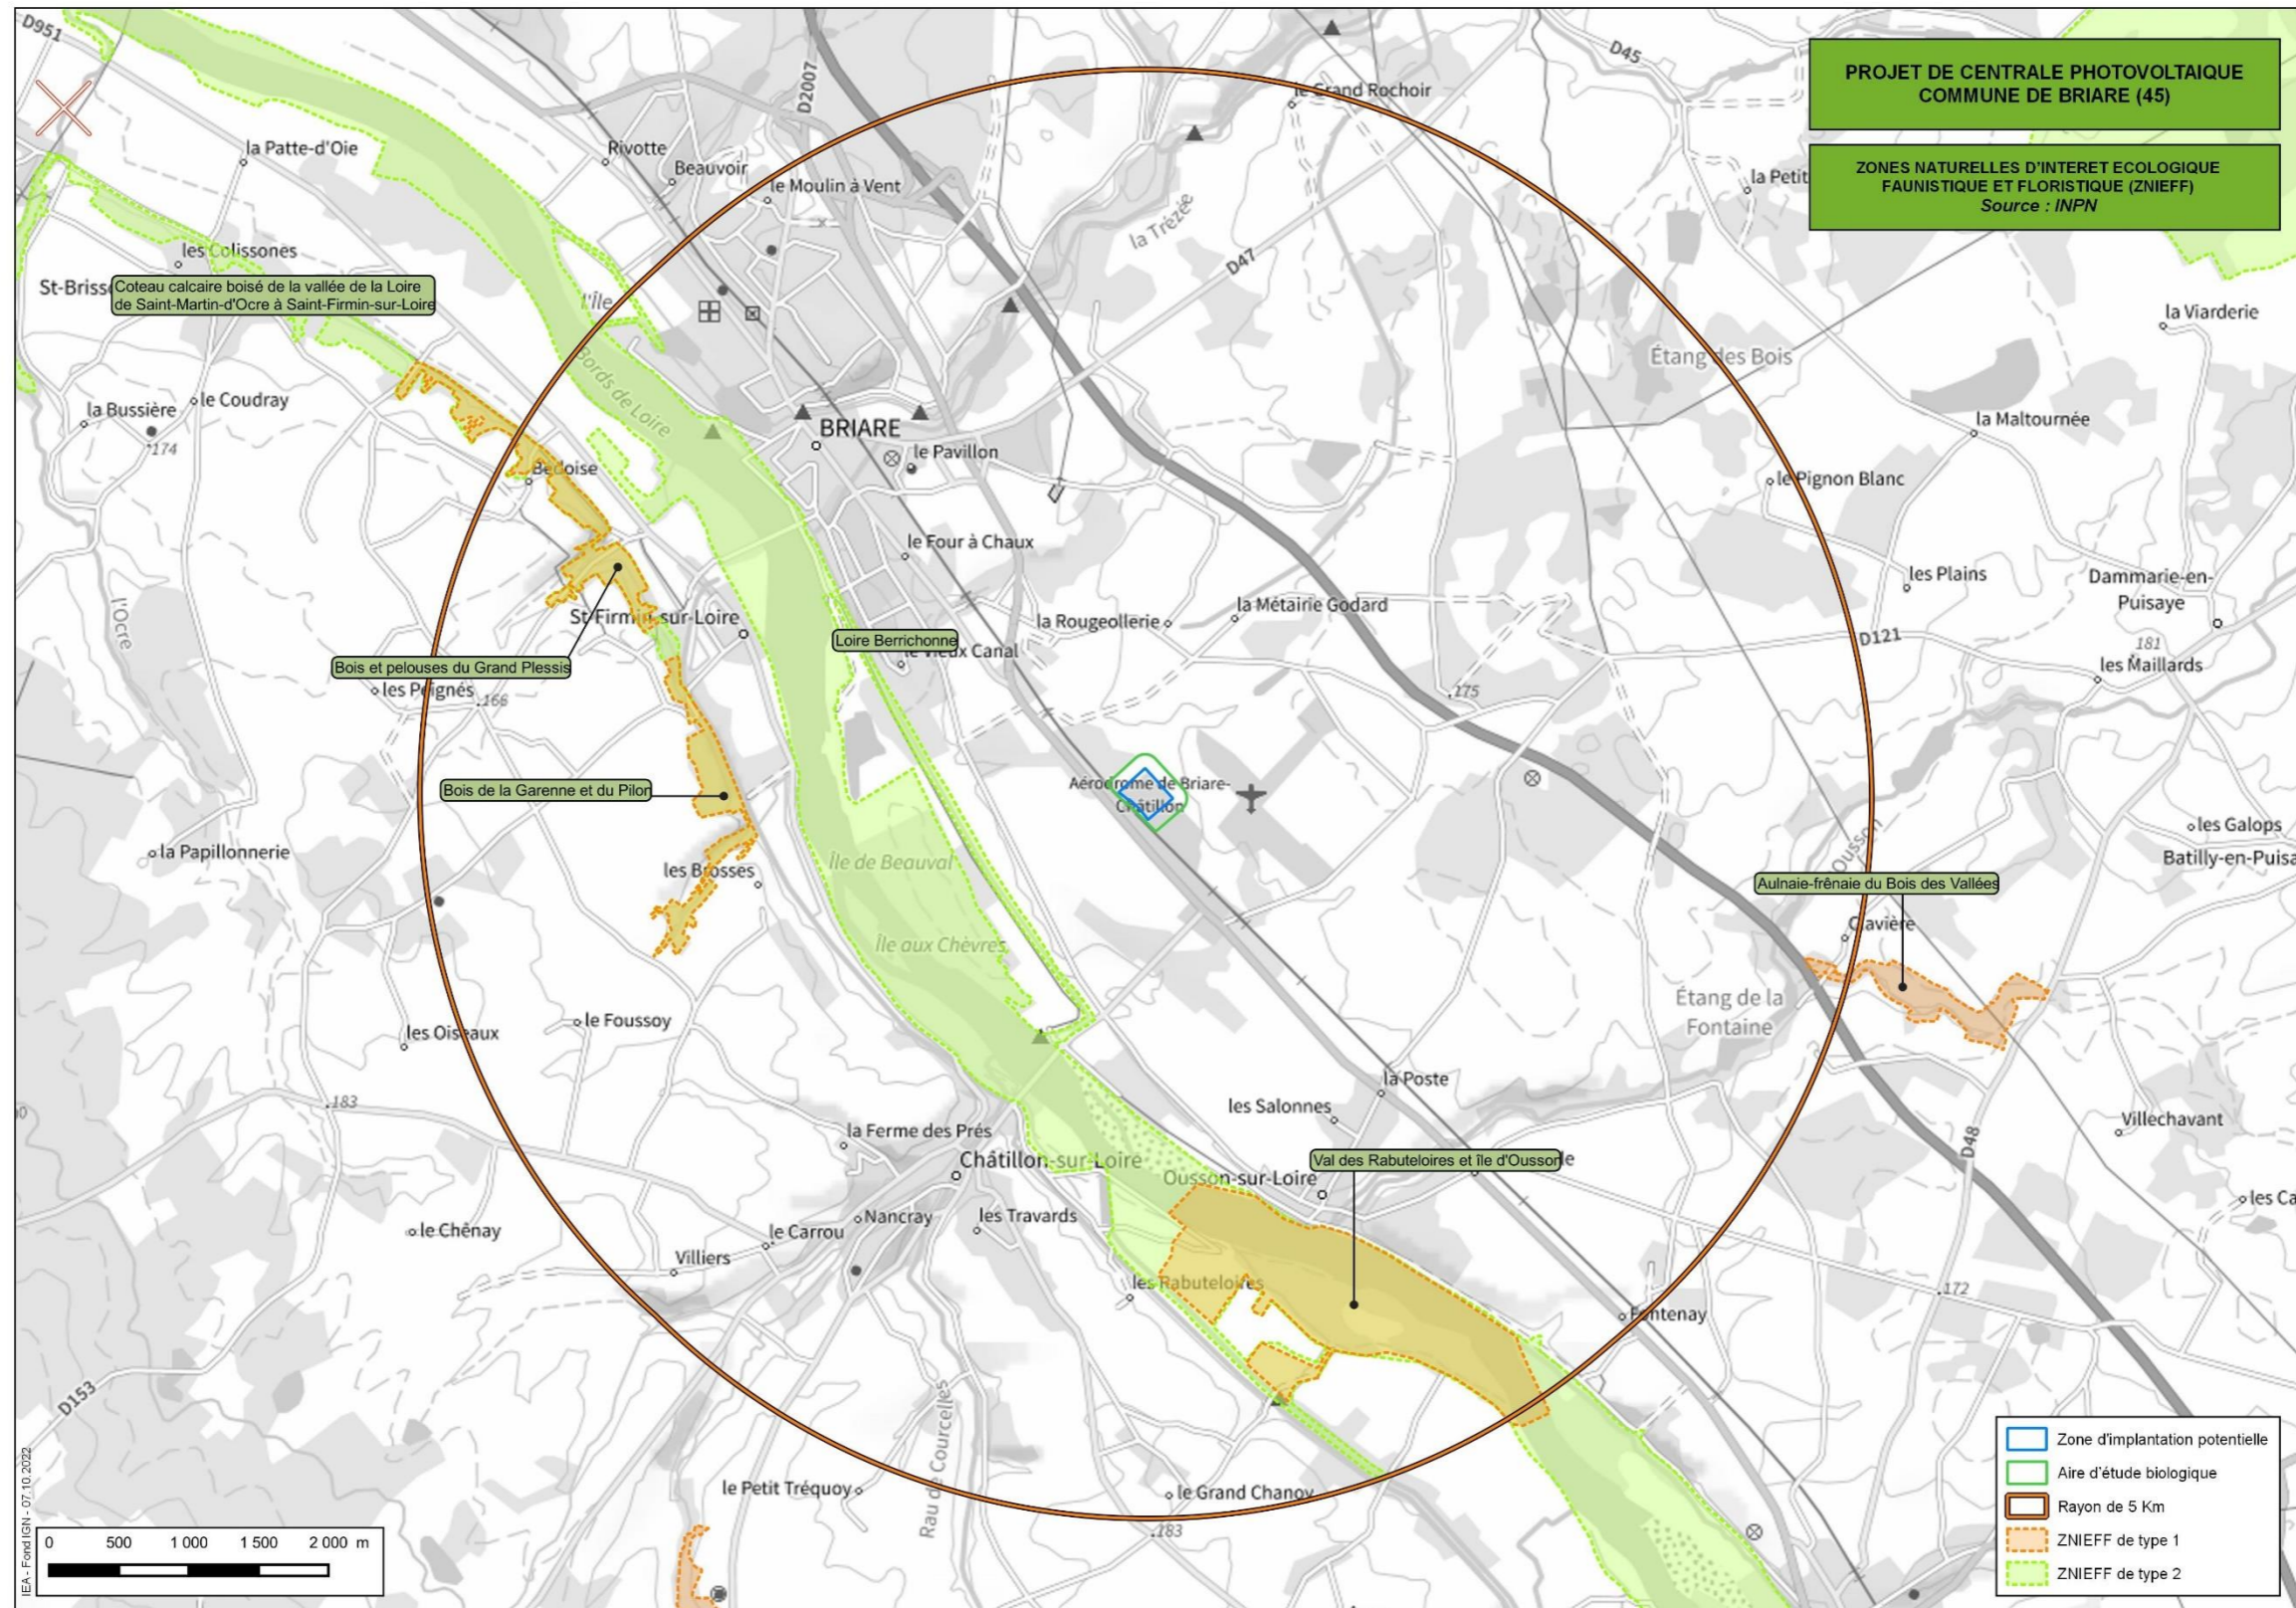 D951
D2007
D45
PROJET DE CENTRALE PHOTOVOLTAIQUE
COMMUNE DE BRIARE (45)
ZONES NATURELLES D'INTERET ECOLOGIQUE
FAUNISTIQUE ET FLORISTIQUE (ZNIEFF)
Source : INPN
le Grand Rochoir
la Patte-d'Oie
Rivotte
Beauvoir
le Moulin à Vent
la Petit
la Trézée
D47
les Colissones
St-Briss
Coteau calcaire boisé de la vallée de la Loire
de Saint-Martin-d'Ocre à Saint-Firmin-sur-Loire
l'Île
la Viarderie
Étang des Bois
Bords de Loire
la Bussière
le Coudray
174
BRIARE
le Pavillon
la Maltournée
Bedoise
le Pignon Blanc
le Four à Chaux
les Plains
Dammarie-en-
Puisaye
l'Ocre
St-Firmin-sur-Loire
la Rougeollerie
la Métairie Godard
D121
181
Loire Berrichonne
le Vieux Canal
les Maillards
Bois et pelouses du Grand Plessis
les Peignés
166
175
Bois de la Garenne et du Pilon
Aérodrome de Briare-
Châtillon
la Papillonnerie
les Brosses
Île de Beauval
Ousson
les Galops
Batilly-en-Puisa
Aulnaie-frênaie du Bois des Vallées
Île aux Chèvres
Clavière
Étang de la
Fontaine
les Oiseaux
le Foussoy
183
la Poste
les Salonnes
la Ferme des Prés
Villechavant
D48
Châtillon-sur-Loire
Val des Rabuteloires et île d'Ousson
le
Ousson-sur-Loire
les Ca
le Chênay
le Carrou
Nancray
les Travards
Villiers
les Rabuteloires
172
Fontenay
D153
Rau de Courcelles
le Petit Tréquoy
le Grand Chanoy
183
Zone d'implantation potentielle
Aire d'étude biologique
Rayon de 5 Km
ZNIEFF de type 1
ZNIEFF de type 2
0 500 1 000 1 500 2 000 m
IEA - Fond IGN - 07.10.2022